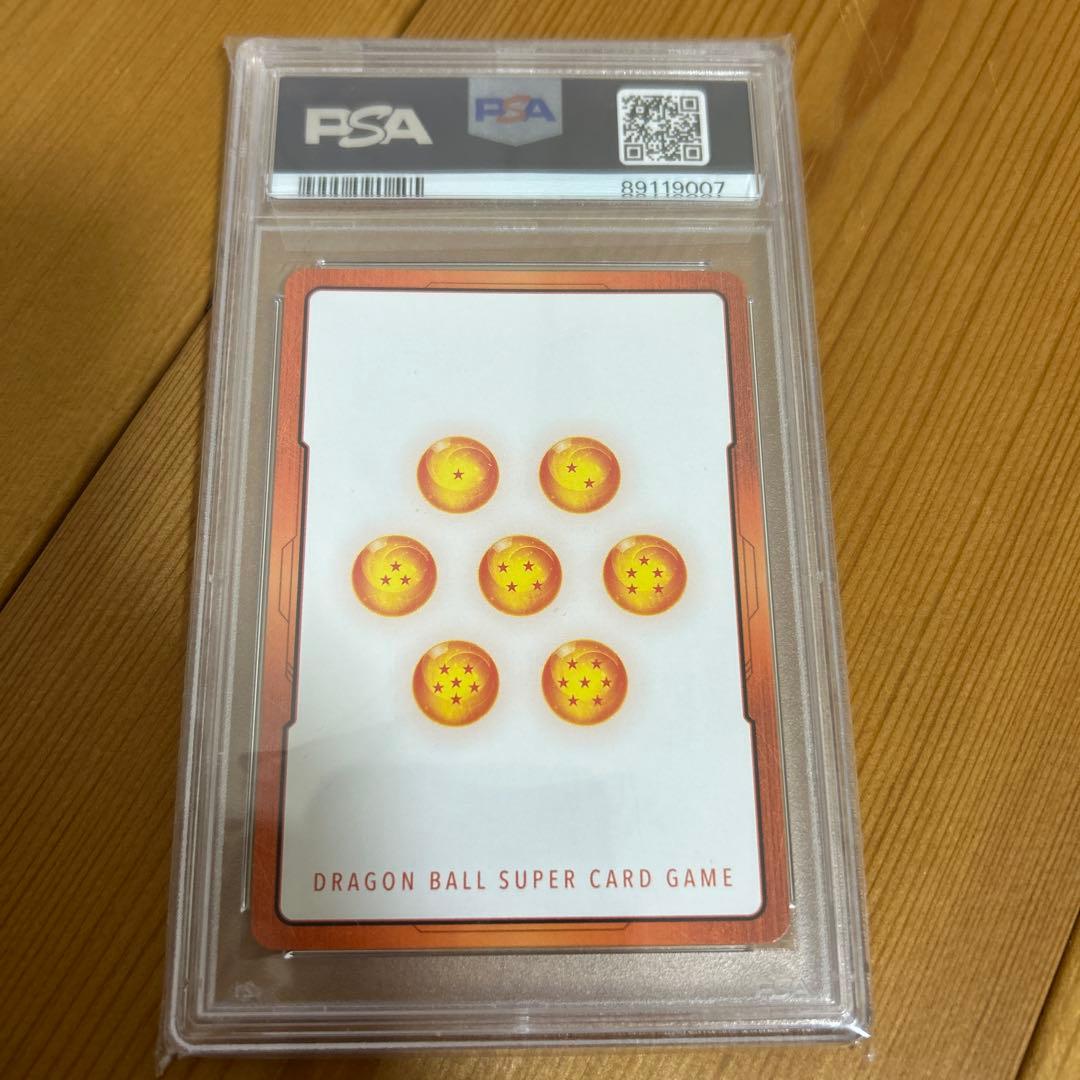 PSA
PSA
89119007
DRAGON BALL SUPER CARD GAME